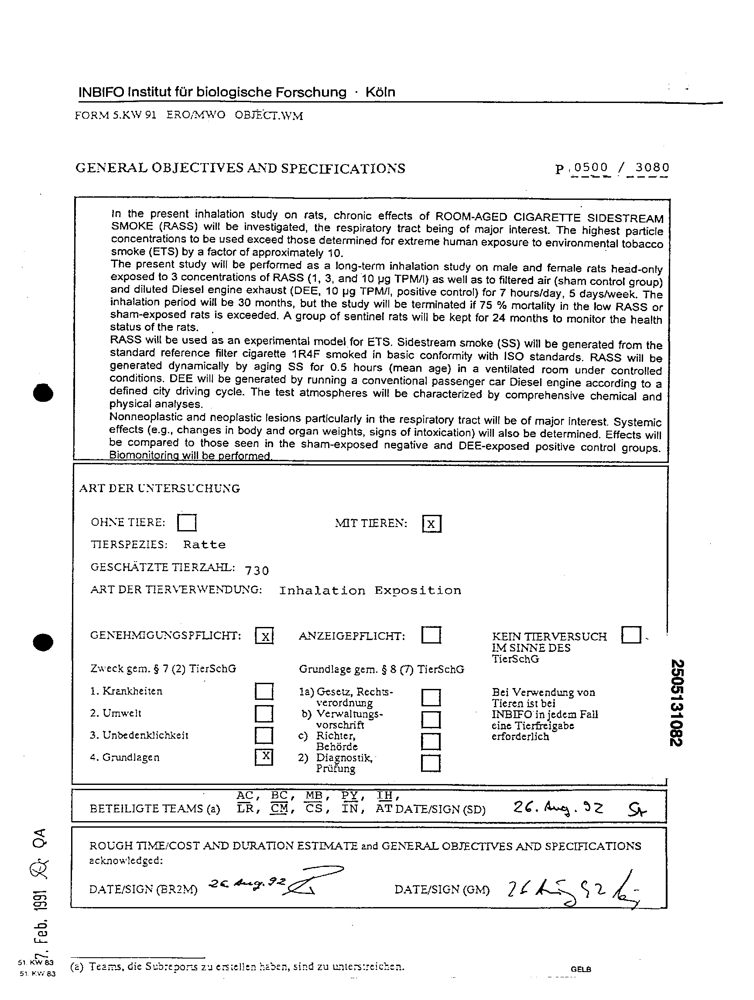 INBIFO Institut für biologische Forschung · Köln
FORM 5.KW 91 ERO/MWO OBJECT.WM
GENERAL OBJECTIVES AND SPECIFICATIONS P 0500 / 3080
In the present inhalation study on rats, chronic effects of ROOM-AGED CIGARETTE SIDESTREAM
SMOKE (RASS) will be investigated, the respiratory tract being of major interest. The highest particle
concentrations to be used exceed those determined for extreme human exposure to environmental tobacco
smoke (ETS) by a factor of approximately 10.
The present study will be performed as a long-term inhalation study on male and female rats head-only
exposed to 3 concentrations of RASS (1, 3, and 10 µg TPM/l) as well as to filtered air (sham control group)
and diluted Diesel engine exhaust (DEE, 10 µg TPM/l, positive control) for 7 hours/day, 5 days/week. The
inhalation period will be 30 months, but the study will be terminated if 75 % mortality in the low RASS or
sham-exposed rats is exceeded. A group of sentinel rats will be kept for 24 months to monitor the health
status of the rats.
RASS will be used as an experimental model for ETS. Sidestream smoke (SS) will be generated from the
standard reference filter cigarette 1R4F smoked in basic conformity with ISO standards. RASS will be
generated dynamically by aging SS for 0.5 hours (mean age) in a ventilated room under controlled
conditions. DEE will be generated by running a conventional passenger car Diesel engine according to a
defined city driving cycle. The test atmospheres will be characterized by comprehensive chemical and
physical analyses.
Nonneoplastic and neoplastic lesions particularly in the respiratory tract will be of major interest. Systemic
effects (e.g., changes in body and organ weights, signs of intoxication) will also be determined. Effects will
be compared to those seen in the sham-exposed negative and DEE-exposed positive control groups.
Biomonitoring will be performed.
ART DER UNTERSUCHUNG
OHNE TIERE: MIT TIEREN: X
TIERSPEZIES: Ratte
GESCHÄTZTE TIERZAHL: 730
ART DER TIERVERWENDUNG: Inhalation Exposition
GENEHMIGUNGSPFLICHT: X ANZEIGEPFLICHT: KEIN TIERVERSUCH
IM SINNE DES
TierSchG
Zweck gem. § 7 (2) TierSchG Grundlage gem. § 8 (7) TierSchG
1. Krankheiten 1a) Gesetz, Rechts- Bei Verwendung von
verordnung Tieren ist bei
2. Umwelt b) Verwaltungs- INBIFO in jedem Fall
vorschrift eine Tierfreigabe
3. Unbedenklichkeit c) Richter, erforderlich
Behörde
4. Grundlagen X 2) Diagnostik,
Prüfung
2505131082
AC, BC, MB, PY, IH,
BETEILIGTE TEAMS (a) LR, CM, CS, IN, AT DATE/SIGN (SD) 26. Aug. 92
ROUGH TIME/COST AND DURATION ESTIMATE and GENERAL OBJECTIVES AND SPECIFICATIONS
acknowledged:
DATE/SIGN (BR2M) 26 Aug. 92 DATE/SIGN (GM) 26 Aug 92
7. Feb. 1991 QA
51. KW 83
51. KW 83
(a) Teams, die Subreports zu erstellen haben, sind zu unterstreichen.
GELB